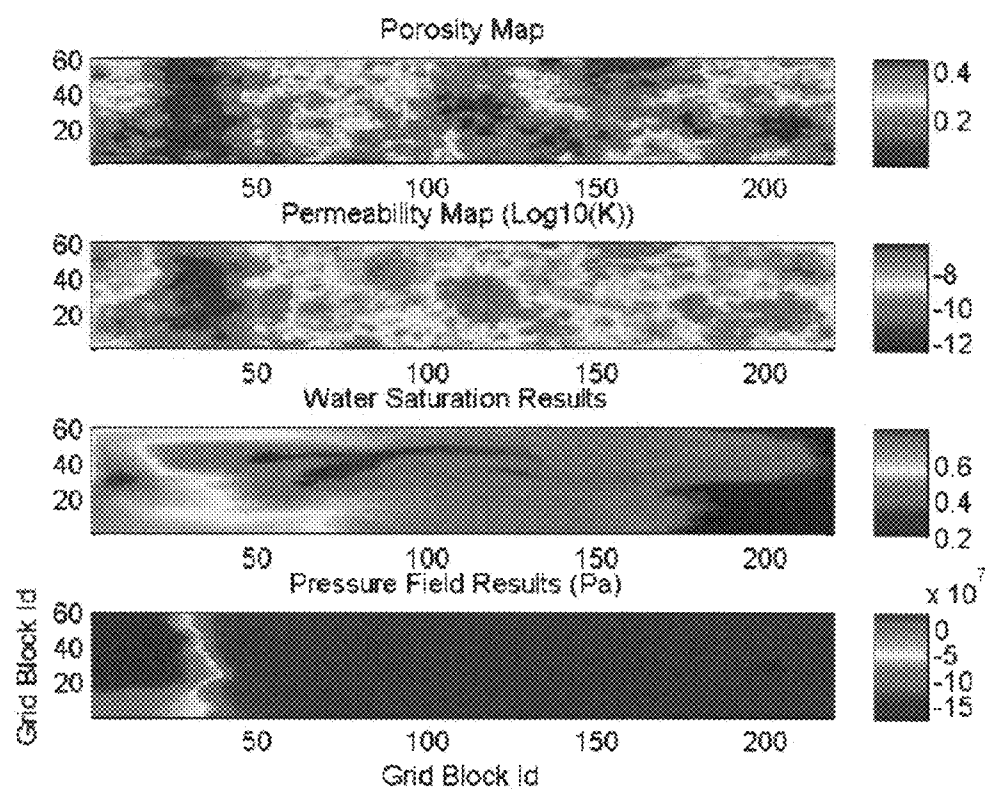 Porosity Map
60
40
20
0.4
0.2
50 100 150 200
Permeability Map (Log10(K))
60
40
20
-8
-10
-12
50 100 150 200
Water Saturation Results
60
40
20
0.6
0.4
0.2
50 100 150 200
Pressure Field Results (Pa)
x 10^7
Grid Block id
60
40
20
0
-5
-10
-15
50 100 150 200
Grid Block id